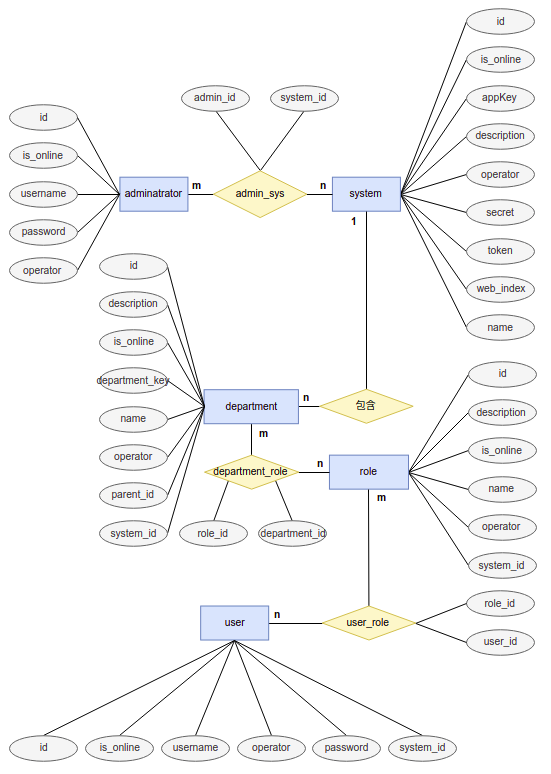 id
is_online
appKey
description
operator
secret
token
web_index
name
admin_id
system_id
id
is_online
username
password
operator
adminatrator
m
admin_sys
n
system
1
id
description
is_online
department_key
name
operator
parent_id
system_id
department
n
包含
m
department_role
n
role
m
role_id
department_id
id
description
is_online
name
operator
system_id
user
n
user_role
role_id
user_id
id
is_online
username
operator
password
system_id